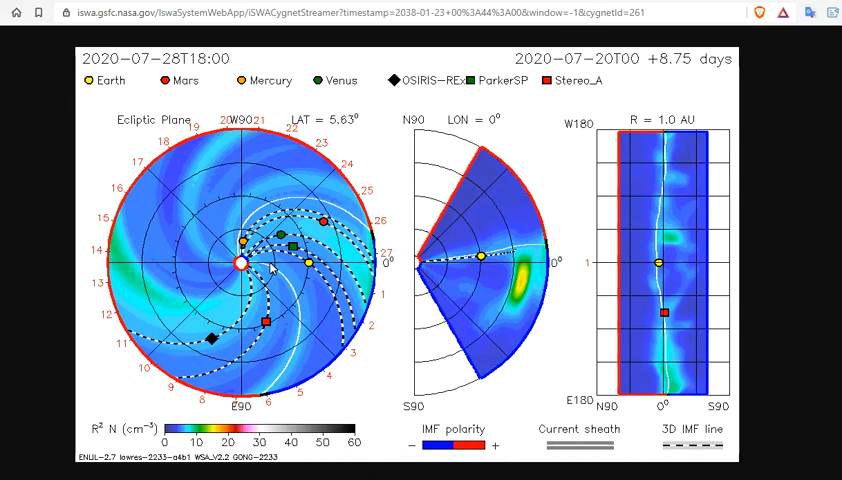 iswa.gsfc.nasa.gov/IswaSystemWebApp/iSWACygnetStreamer?timestamp=2038-01-23+00%3A44%3A00&window=-1&cygnetId=261
2020-07-28T18:00
2020-07-20T00 +8.75 days
Earth Mars Mercury Venus OSIRIS-REx ParkerSP Stereo_A
Ecliptic Plane W90 LAT = 5.63°
N90 LON = 0°
W180 R = 1.0 AU
20 21
19 22
18 23
17 24
16 25
15 26
14 27 0° 0° 1
13 1
12 2
11 3
10 4
9 8 7 6 5
E90
S90
E180 N90 0° S90
R² N (cm⁻³)
0 10 20 30 40 50 60
IMF polarity
- +
Current sheath
3D IMF line
ENLIL-2.7 lowres-2233-a4b1 WSA_V2.2 GONG-2233